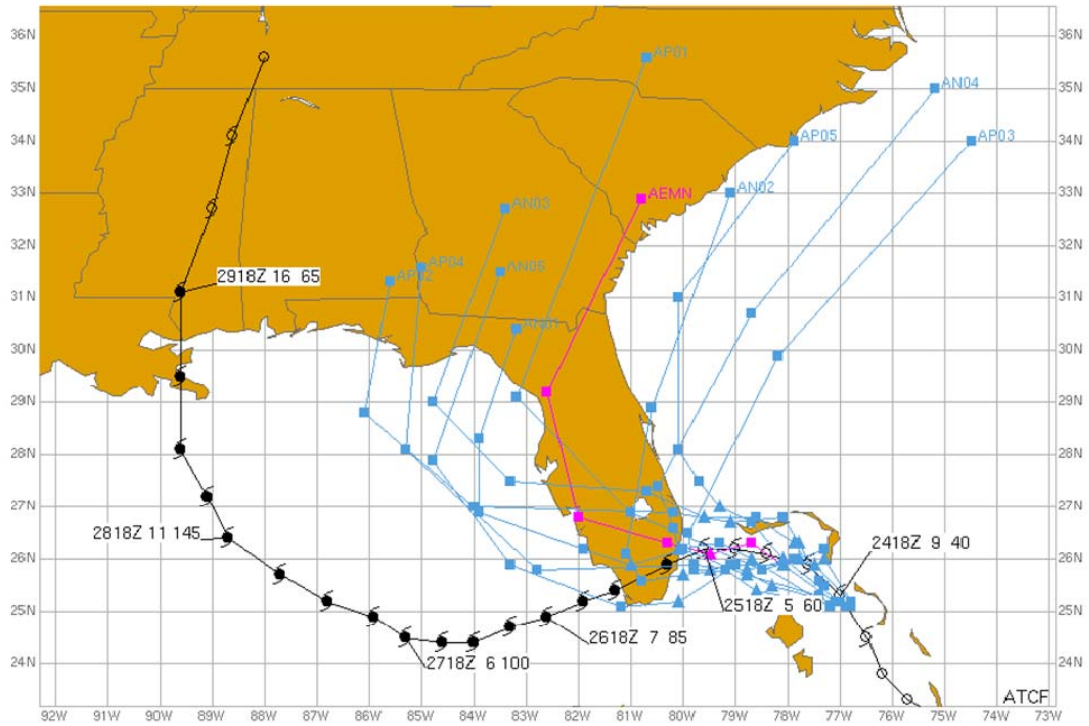 36N 36N
AP01
35N AN04 35N
34N AP05 AP03 34N
33N AN02 AEMN 33N
AN03
32N 32N
AP02 AP04 AN06
2918Z 16 65
31N 31N
AN01
30N 30N
29N 29N
28N 28N
27N 27N
2818Z 11 145
2418Z 9 40
26N 26N
25N 2518Z 5 60 25N
2618Z 7 85
24N 2718Z 6 100 24N
ATCF
92W 91W 90W 89W 88W 87W 86W 85W 84W 83W 82W 81W 80W 79W 78W 77W 76W 75W 74W 73W